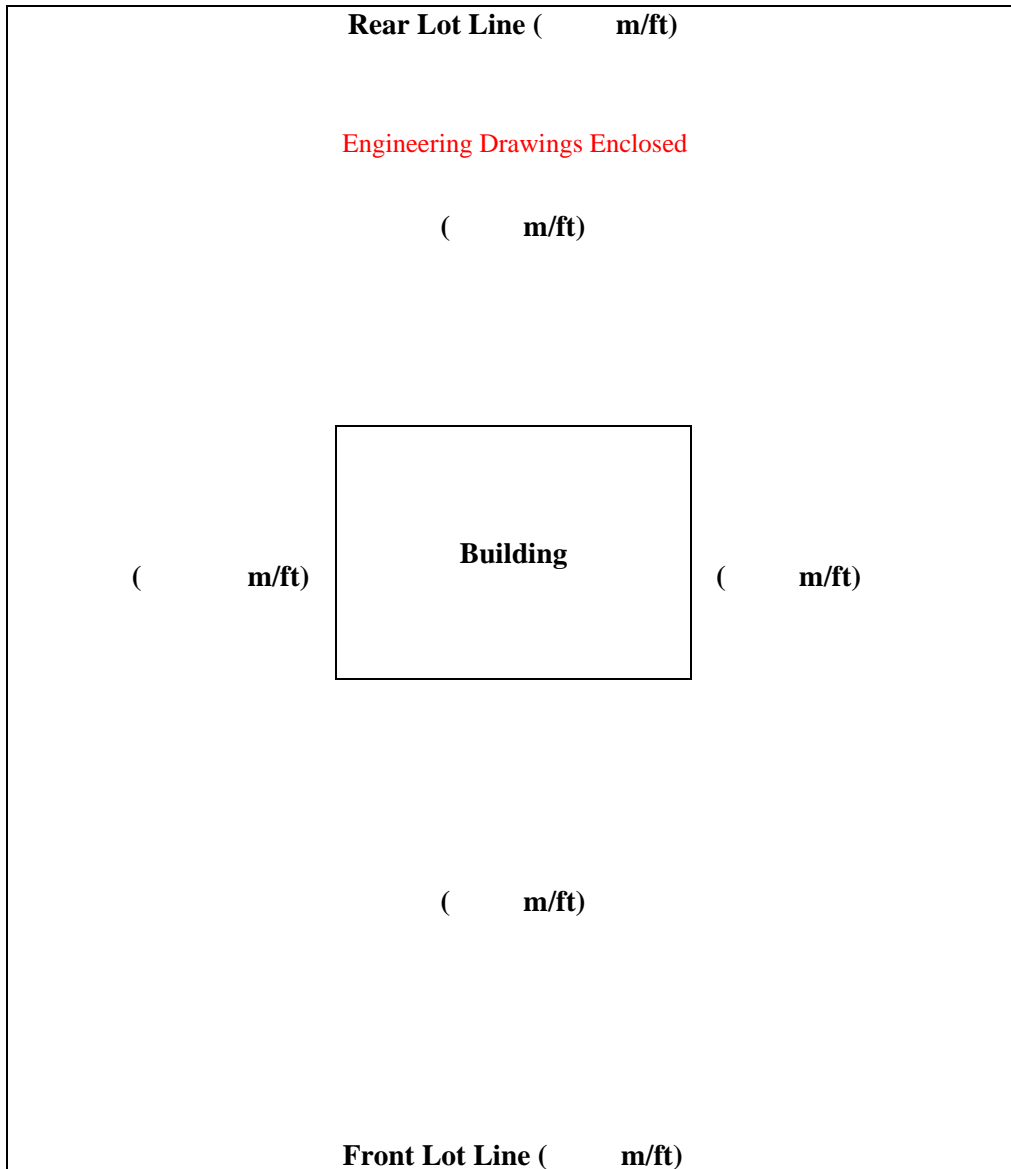 Rear Lot Line ( m/ft)
Engineering Drawings Enclosed
( m/ft)
Building
( m/ft)
( m/ft)
( m/ft)
Front Lot Line ( m/ft)